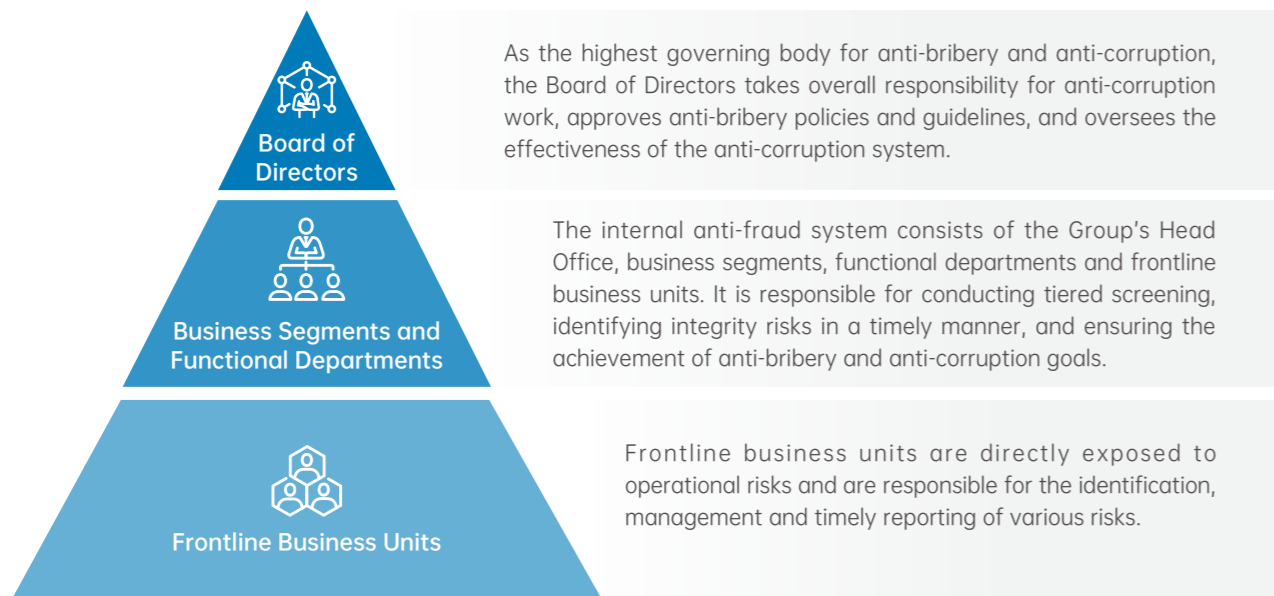 Board of
Directors
As the highest governing body for anti-bribery and anti-corruption,
the Board of Directors takes overall responsibility for anti-corruption
work, approves anti-bribery policies and guidelines, and oversees the
effectiveness of the anti-corruption system.
Business Segments and
Functional Departments
The internal anti-fraud system consists of the Group's Head
Office, business segments, functional departments and frontline
business units. It is responsible for conducting tiered screening,
identifying integrity risks in a timely manner, and ensuring the
achievement of anti-bribery and anti-corruption goals.
Frontline Business Units
Frontline business units are directly exposed to
operational risks and are responsible for the identification,
management and timely reporting of various risks.